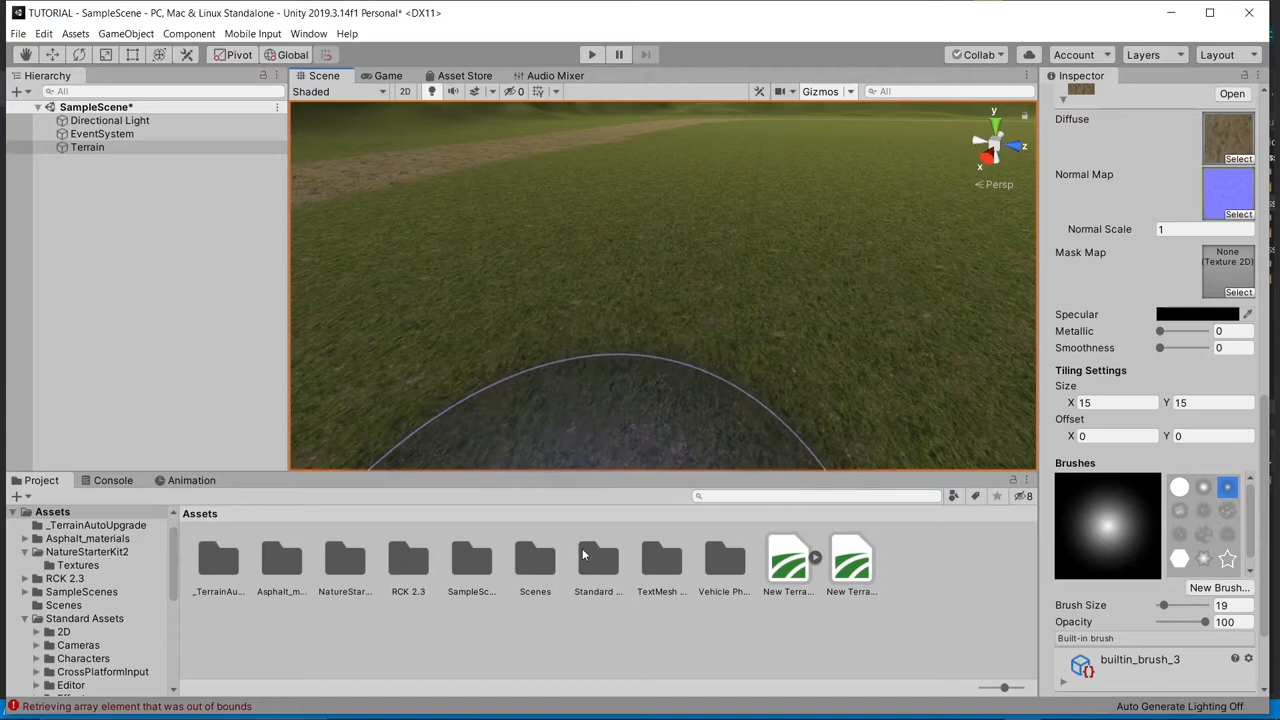 TUTORIAL - SampleScene - PC, Mac & Linux Standalone - Unity 2019.3.14f1 Personal* <DX11>
File Edit Assets GameObject Component Mobile Input Window Help
Pivot Global Collab Account Layers Layout
Hierarchy
All
SampleScene*
Directional Light
EventSystem
Terrain
Scene Game Asset Store Audio Mixer
Shaded 2D 0 Gizmos All
y
z
x
Persp
Inspector
Open
Diffuse
Select
Normal Map
Select
Normal Scale 1
Mask Map
None
(Texture 2D)
Select
Specular
Metallic 0
Smoothness 0
Tiling Settings
Size
X 15 Y 15
Offset
X 0 Y 0
Brushes
New Brush...
Brush Size 19
Opacity 100
Built-in brush
builtin_brush_3
Project Console Animation
8
Assets
_TerrainAutoUpgrade
Asphalt_materials
NatureStarterKit2
Textures
RCK 2.3
SampleScenes
Scenes
Standard Assets
2D
Cameras
Characters
CrossPlatformInput
Editor
Assets
_TerrainAu... Asphalt_m... NatureStar... RCK 2.3 SampleSc... Scenes Standard ... TextMesh ... Vehicle Ph... New Terra... New Terra...
Retrieving array element that was out of bounds
Auto Generate Lighting Off